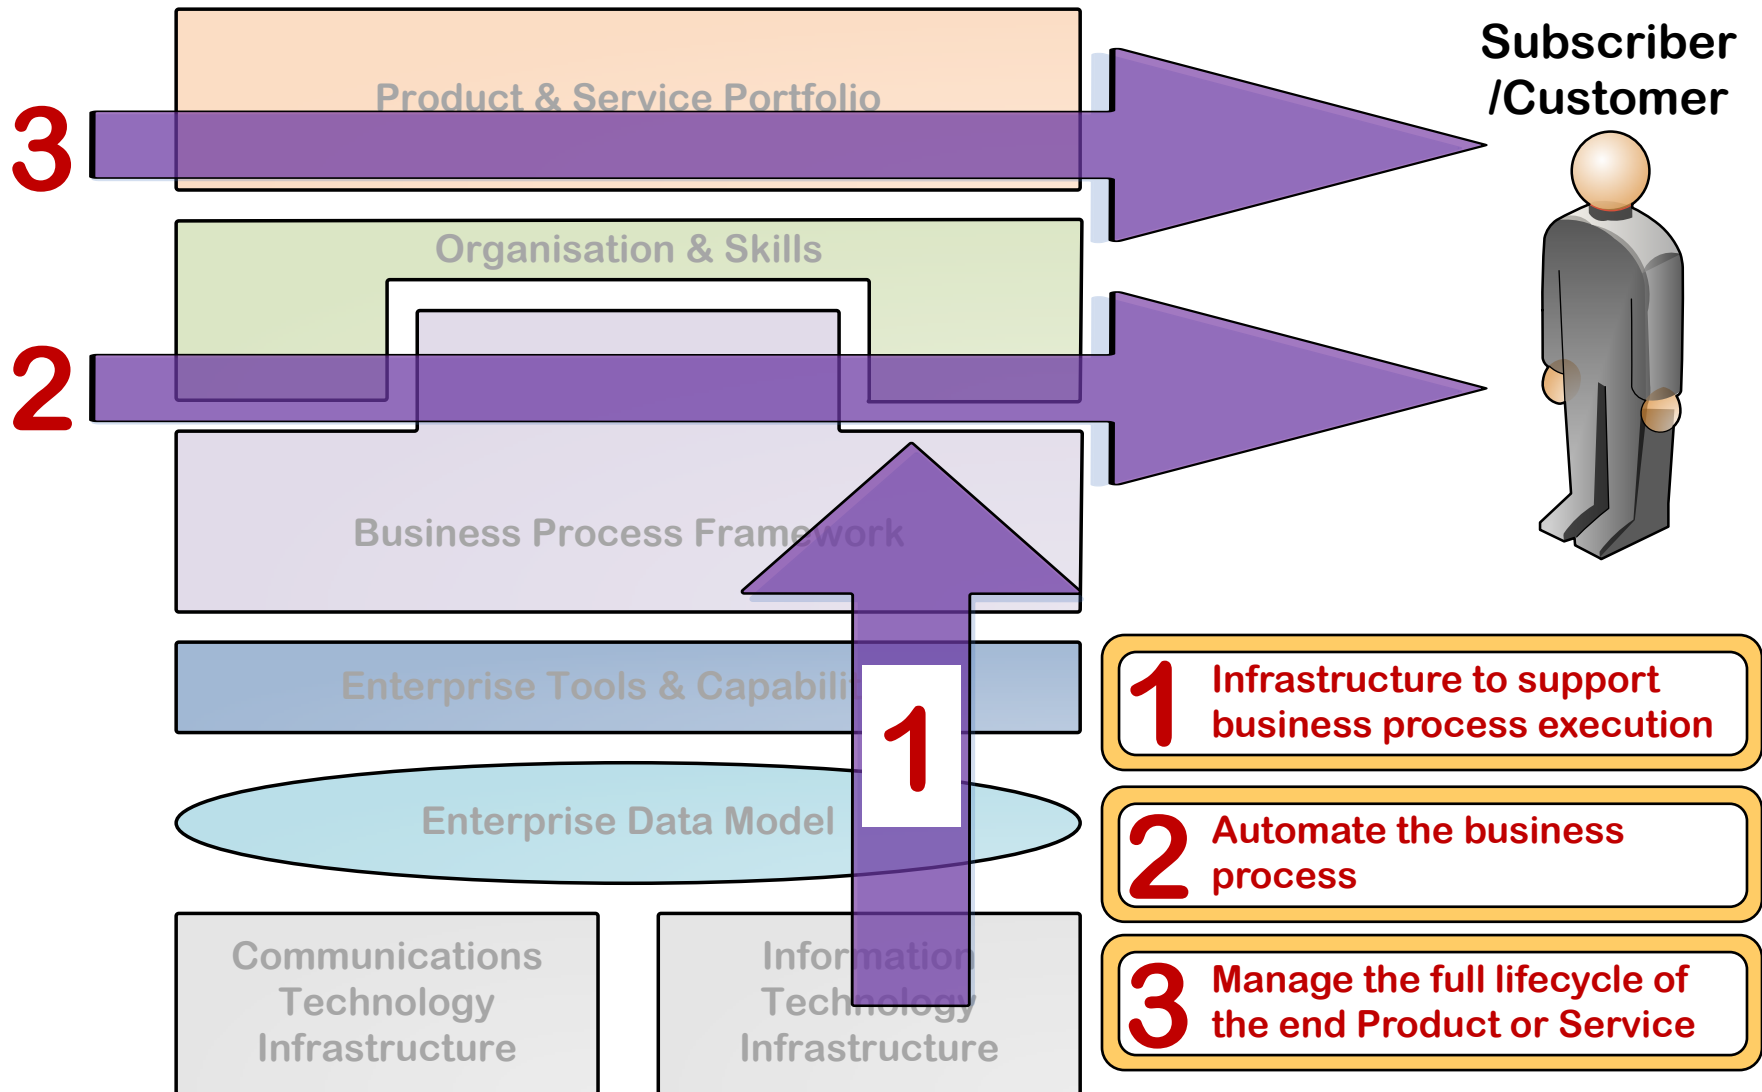 Subscriber
/Customer
Product & Service Portfolio
3
Organisation & Skills
2
Business Process Framework
Enterprise Tools &
Enterprise Data Model
1
Communications
Technology
Infrastructure
Information
Technology
Infrastructure
1
Infrastructure to support
business process execution
2
Automate the business
process
3
Manage the full lifecycle of
the end Product or Service